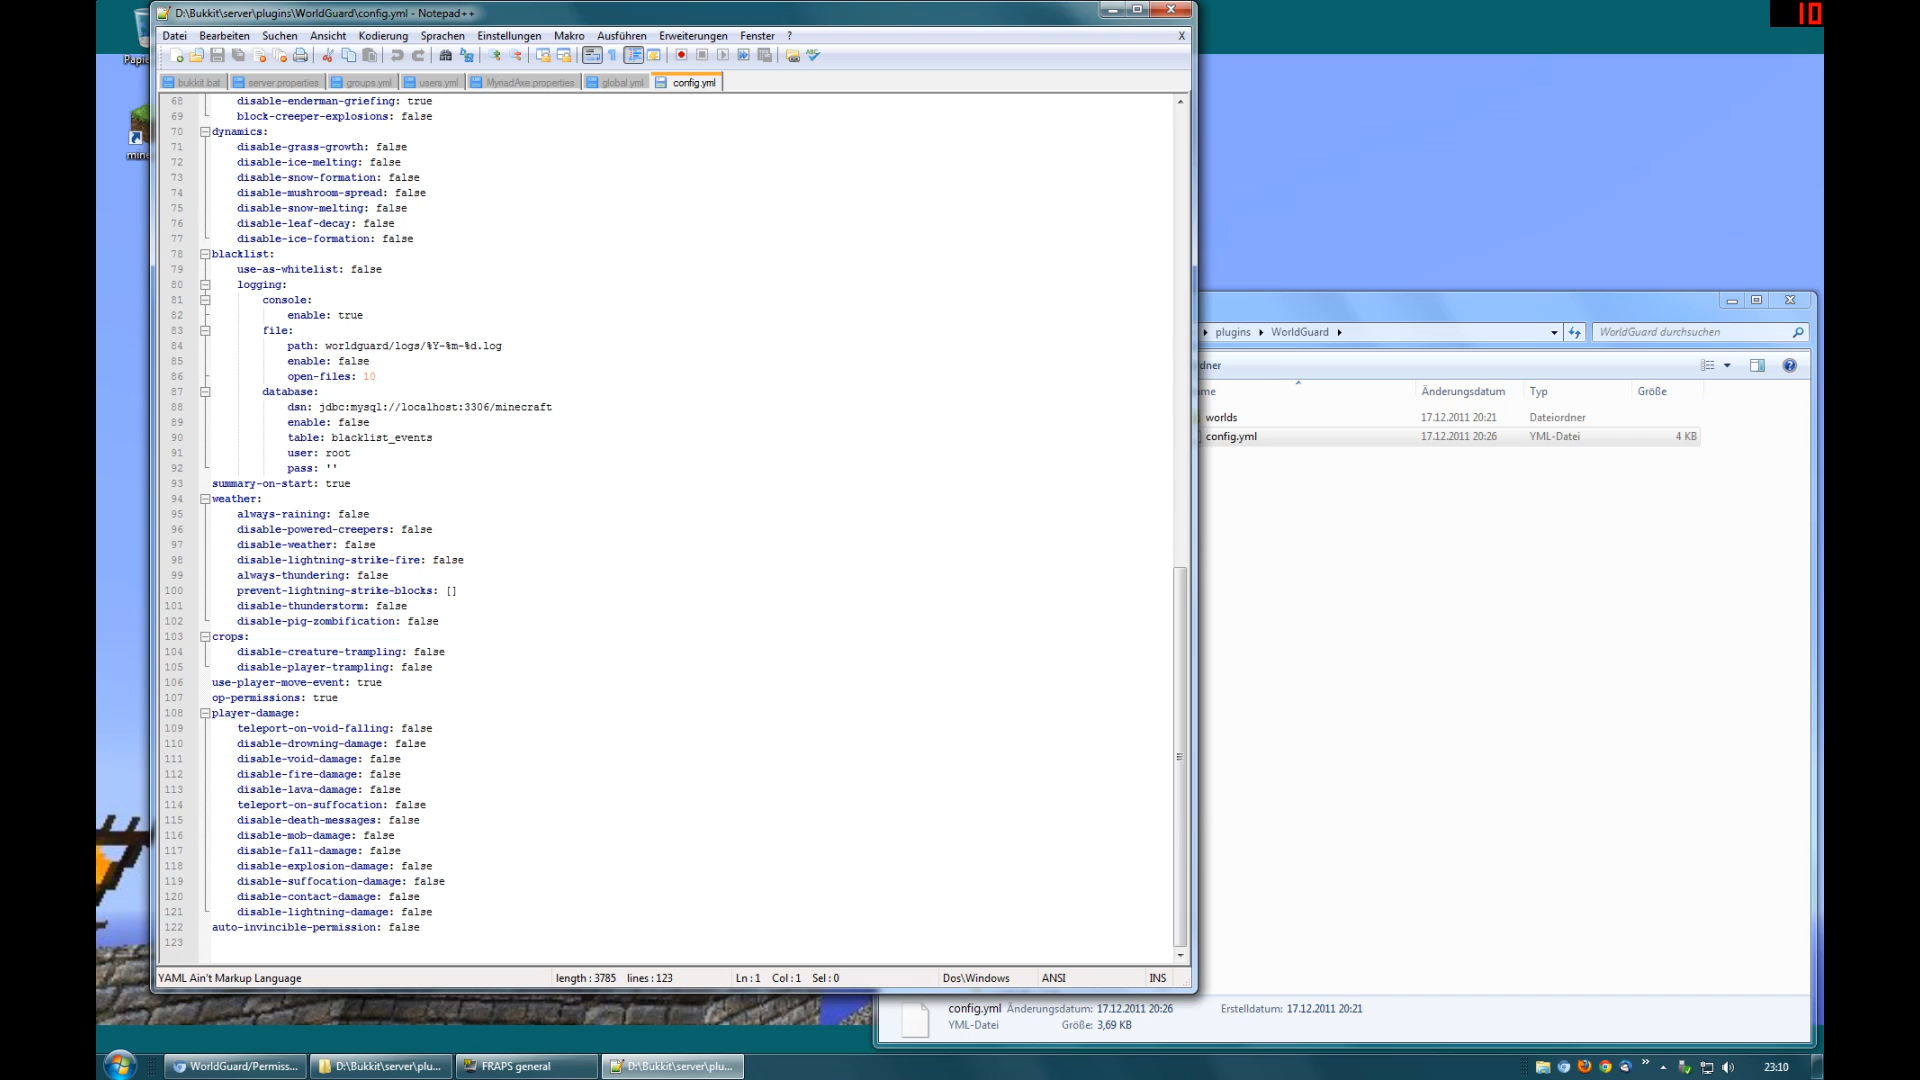 10
D:\Bukkit\server\plugins\WorldGuard\config.yml - Notepad++
Datei Bearbeiten Suchen Ansicht Kodierung Sprachen Einstellungen Makro Ausführen Erweiterungen Fenster ? X
bukkit.bat server.properties groups.yml users.yml MyriadAxe.properties global.yml config.yml
68 disable-enderman-griefing: true
69 block-creeper-explosions: false
70 dynamics:
71 disable-grass-growth: false
72 disable-ice-melting: false
73 disable-snow-formation: false
74 disable-mushroom-spread: false
75 disable-snow-melting: false
76 disable-leaf-decay: false
77 disable-ice-formation: false
78 blacklist:
79 use-as-whitelist: false
80 logging:
81 console:
82 enable: true
83 file:
84 path: worldguard/logs/%Y-%m-%d.log
85 enable: false
86 open-files: 10
87 database:
88 dsn: jdbc:mysql://localhost:3306/minecraft
89 enable: false
90 table: blacklist_events
91 user: root
92 pass: ''
93 summary-on-start: true
94 weather:
95 always-raining: false
96 disable-powered-creepers: false
97 disable-weather: false
98 disable-lightning-strike-fire: false
99 always-thundering: false
100 prevent-lightning-strike-blocks: []
101 disable-thunderstorm: false
102 disable-pig-zombification: false
103 crops:
104 disable-creature-trampling: false
105 disable-player-trampling: false
106 use-player-move-event: true
107 op-permissions: true
108 player-damage:
109 teleport-on-void-falling: false
110 disable-drowning-damage: false
111 disable-void-damage: false
112 disable-fire-damage: false
113 disable-lava-damage: false
114 teleport-on-suffocation: false
115 disable-death-messages: false
116 disable-mob-damage: false
117 disable-fall-damage: false
118 disable-explosion-damage: false
119 disable-suffocation-damage: false
120 disable-contact-damage: false
121 disable-lightning-damage: false
122 auto-invincible-permission: false
123
YAML Ain't Markup Language length : 3785 lines : 123 Ln : 1 Col : 1 Sel : 0 Dos\Windows ANSI INS
plugins WorldGuard WorldGuard durchsuchen
dner
me Änderungsdatum Typ Größe
worlds 17.12.2011 20:21 Dateiordner
config.yml 17.12.2011 20:26 YML-Datei 4 KB
config.yml Änderungsdatum: 17.12.2011 20:26 Erstelldatum: 17.12.2011 20:21
YML-Datei Größe: 3,69 KB
WorldGuard/Permiss... D:\Bukkit\server\plu... FRAPS general D:\Bukkit\server\plu... 23:10